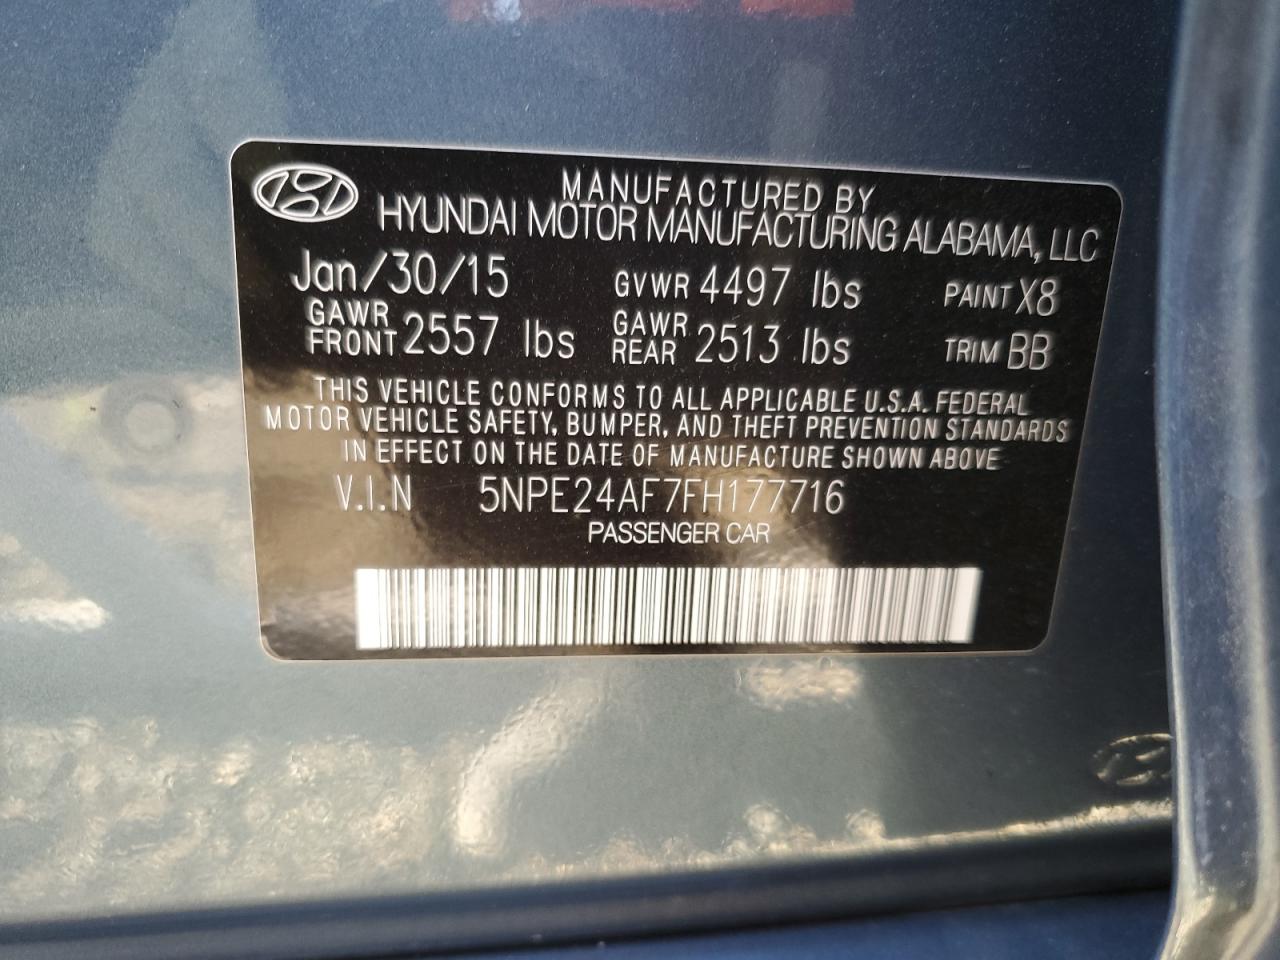 MANUFACTURED BY
HYUNDAI MOTOR MANUFACTURING ALABAMA, LLC
Jan/30/15 GVWR 4497 lbs PAINT X8
GAWR FRONT 2557 lbs GAWR REAR 2513 lbs TRIM BB
THIS VEHICLE CONFORMS TO ALL APPLICABLE U.S.A. FEDERAL
MOTOR VEHICLE SAFETY, BUMPER, AND THEFT PREVENTION STANDARDS
IN EFFECT ON THE DATE OF MANUFACTURE SHOWN ABOVE
V.I.N 5NPE24AF7FH177716
PASSENGER CAR